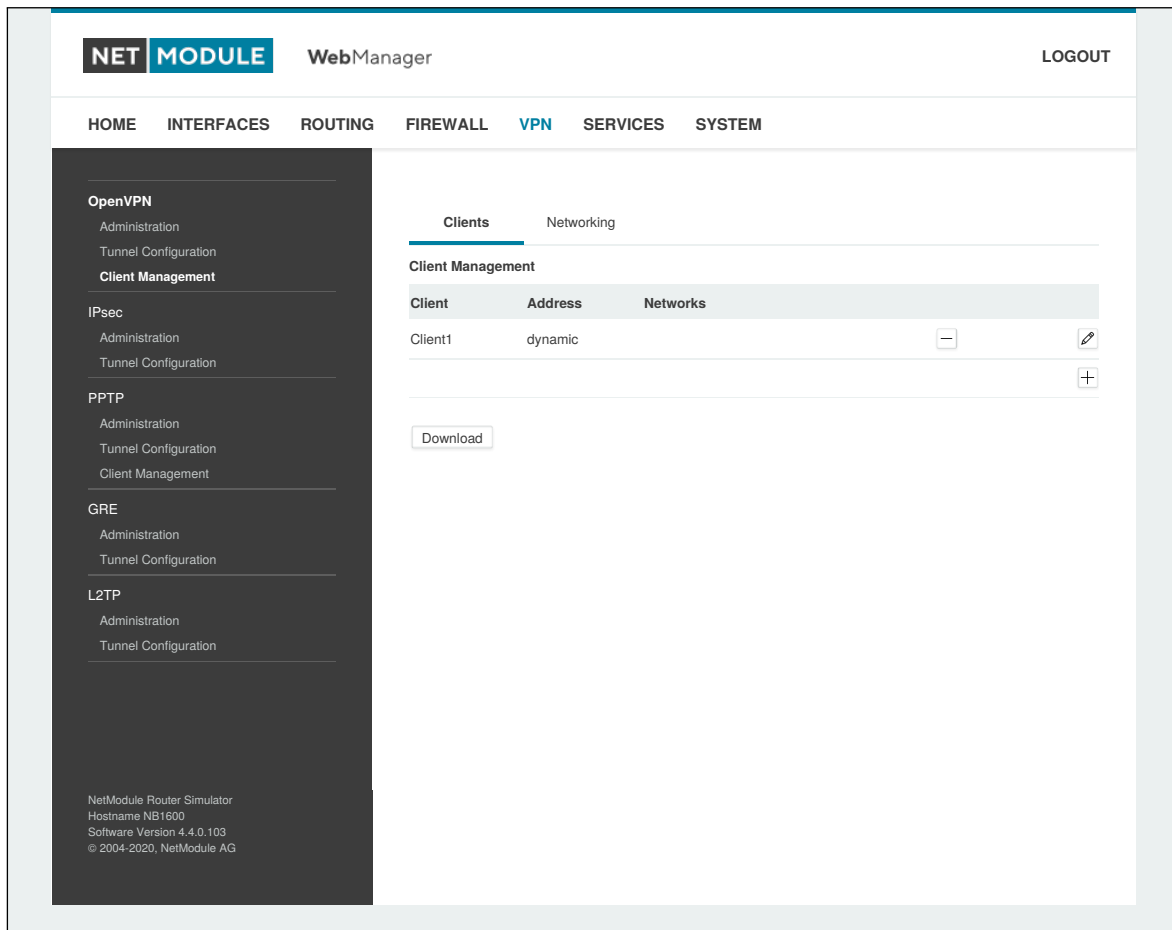 NET MODULE WebManager LOGOUT
HOME INTERFACES ROUTING FIREWALL VPN SERVICES SYSTEM
OpenVPN
Administration
Tunnel Configuration
Client Management
IPsec
Administration
Tunnel Configuration
PPTP
Administration
Tunnel Configuration
Client Management
GRE
Administration
Tunnel Configuration
L2TP
Administration
Tunnel Configuration
NetModule Router Simulator
Hostname NB1600
Software Version 4.4.0.103
© 2004-2020, NetModule AG
Clients Networking
Client Management
Client Address Networks
Client1 dynamic
Download